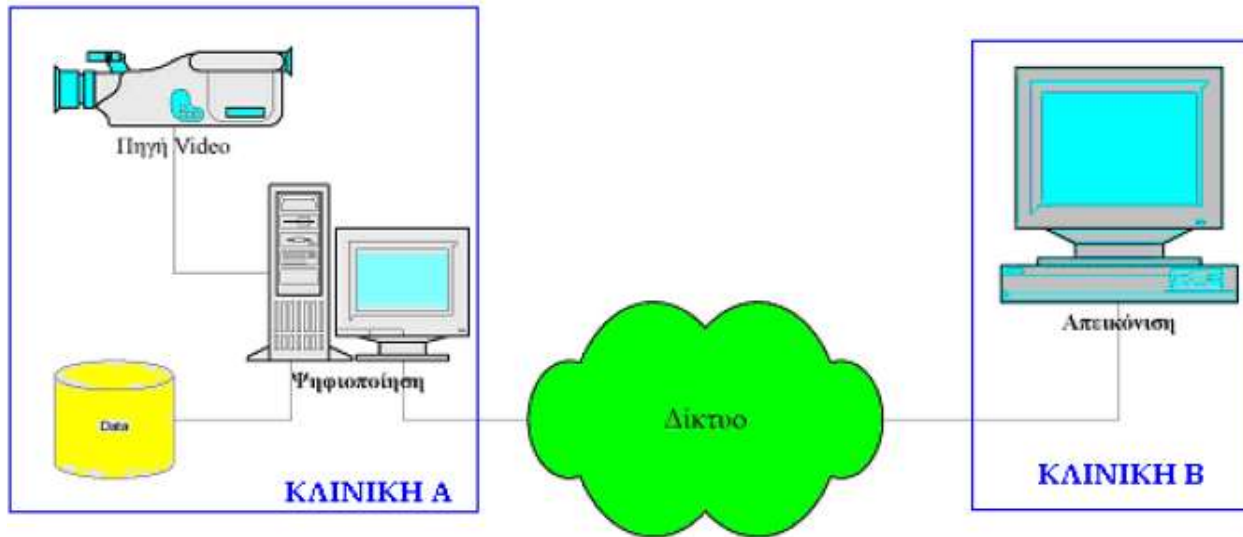 Πηγή Video
Ψηφιοποίηση
Data
ΚΛΙΝΙΚΗ Α
Δίκτυο
Απεικόνιση
ΚΛΙΝΙΚΗ Β